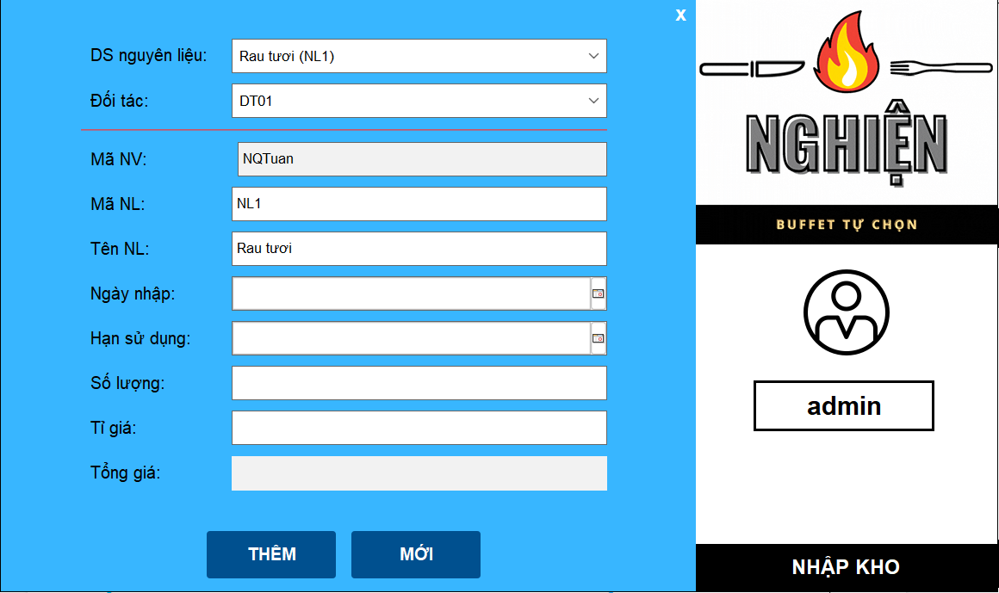 X
DS nguyên liệu: Rau tươi (NL1)
Đối tác: DT01
Mã NV: NQTuan
Mã NL: NL1
Tên NL: Rau tươi
Ngày nhập:
Hạn sử dụng:
Số lượng:
Tỉ giá:
Tổng giá:
THÊM MỚI
NGHIỆN
BUFFET TỰ CHỌN
admin
NHẬP KHO